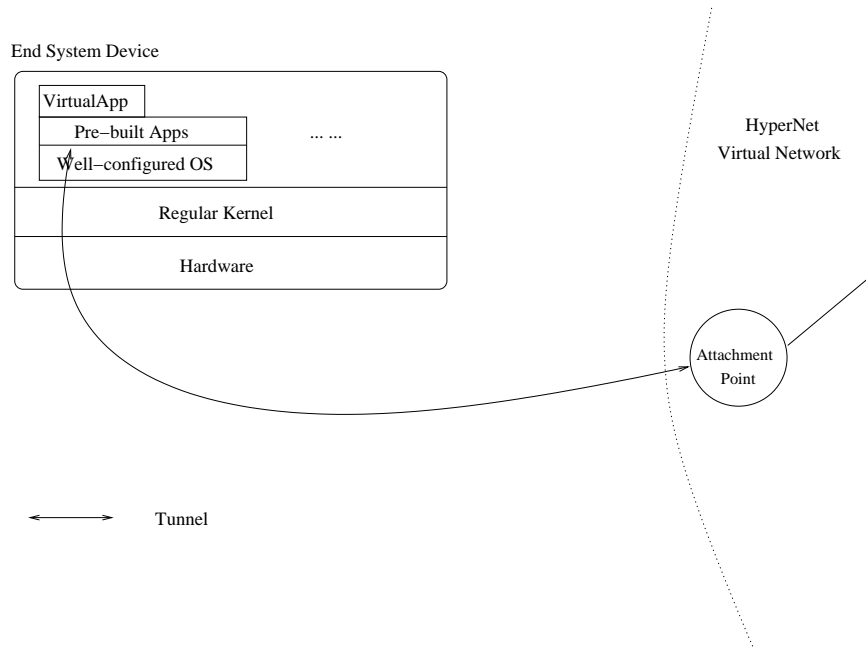 End System Device
VirtualApp
Pre−built Apps
... ...
Well−configured OS
Regular Kernel
Hardware
HyperNet
Virtual Network
Attachment
Point
Tunnel